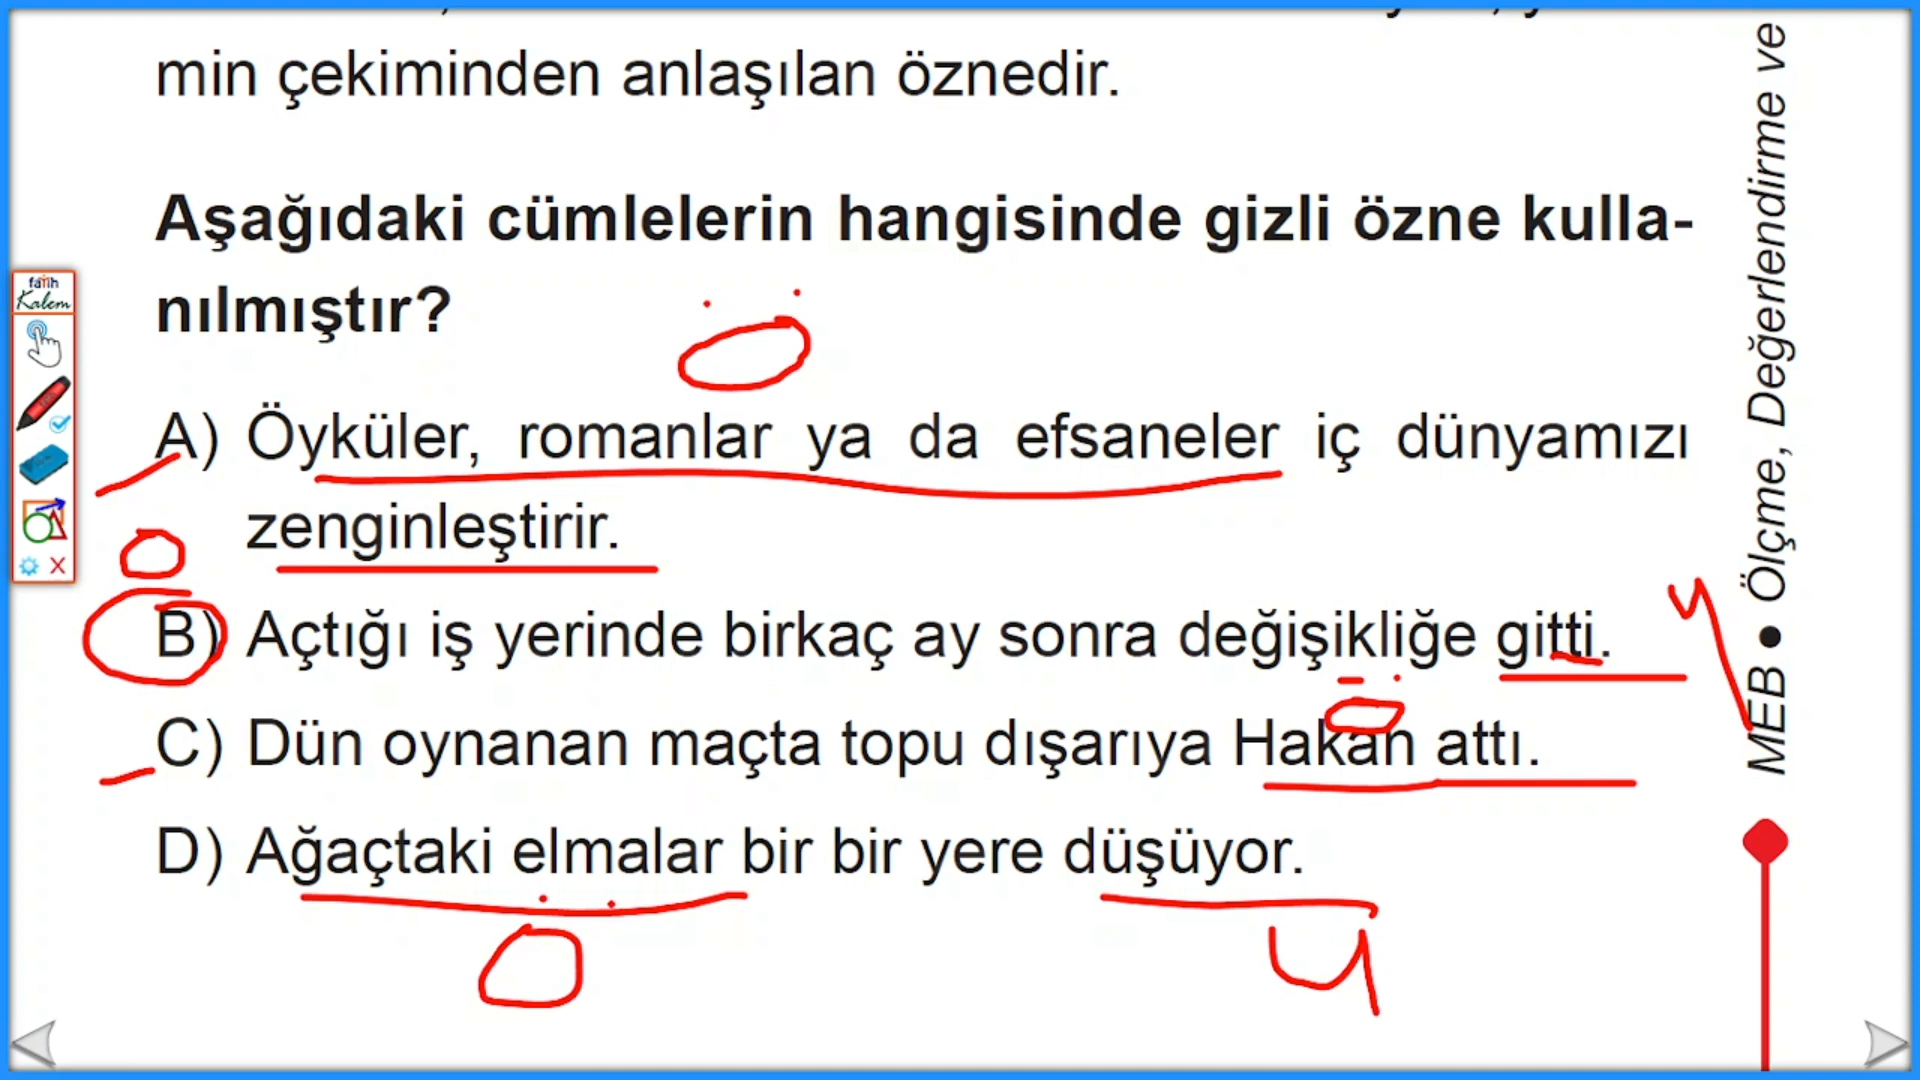 min çekiminden anlaşılan öznedir.
Aşağıdaki cümlelerin hangisinde gizli özne kulla-
nılmıştır?
A) Öyküler, romanlar ya da efsaneler iç dünyamızı
zenginleştirir.
B) Açtığı iş yerinde birkaç ay sonra değişikliğe gitti.
C) Dün oynanan maçta topu dışarıya Hakan attı.
D) Ağaçtaki elmalar bir bir yere düşüyor.
Ö
Ö
Ö
Ö
y
y
fatih
Kalem
MEB ● Ölçme, Değerlendirme ve